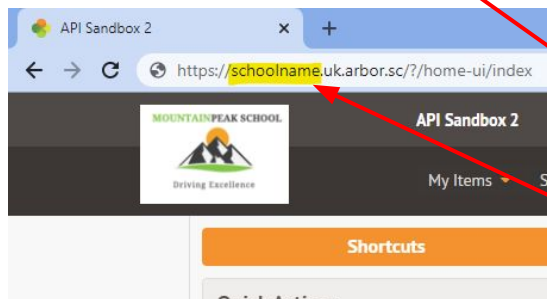 API Sandbox 2
https://schoolname.uk.arbor.sc/?/home-ui/index
MOUNTAINPEAK SCHOOL
API Sandbox 2
Driving Excellence
My Items
Shortcuts